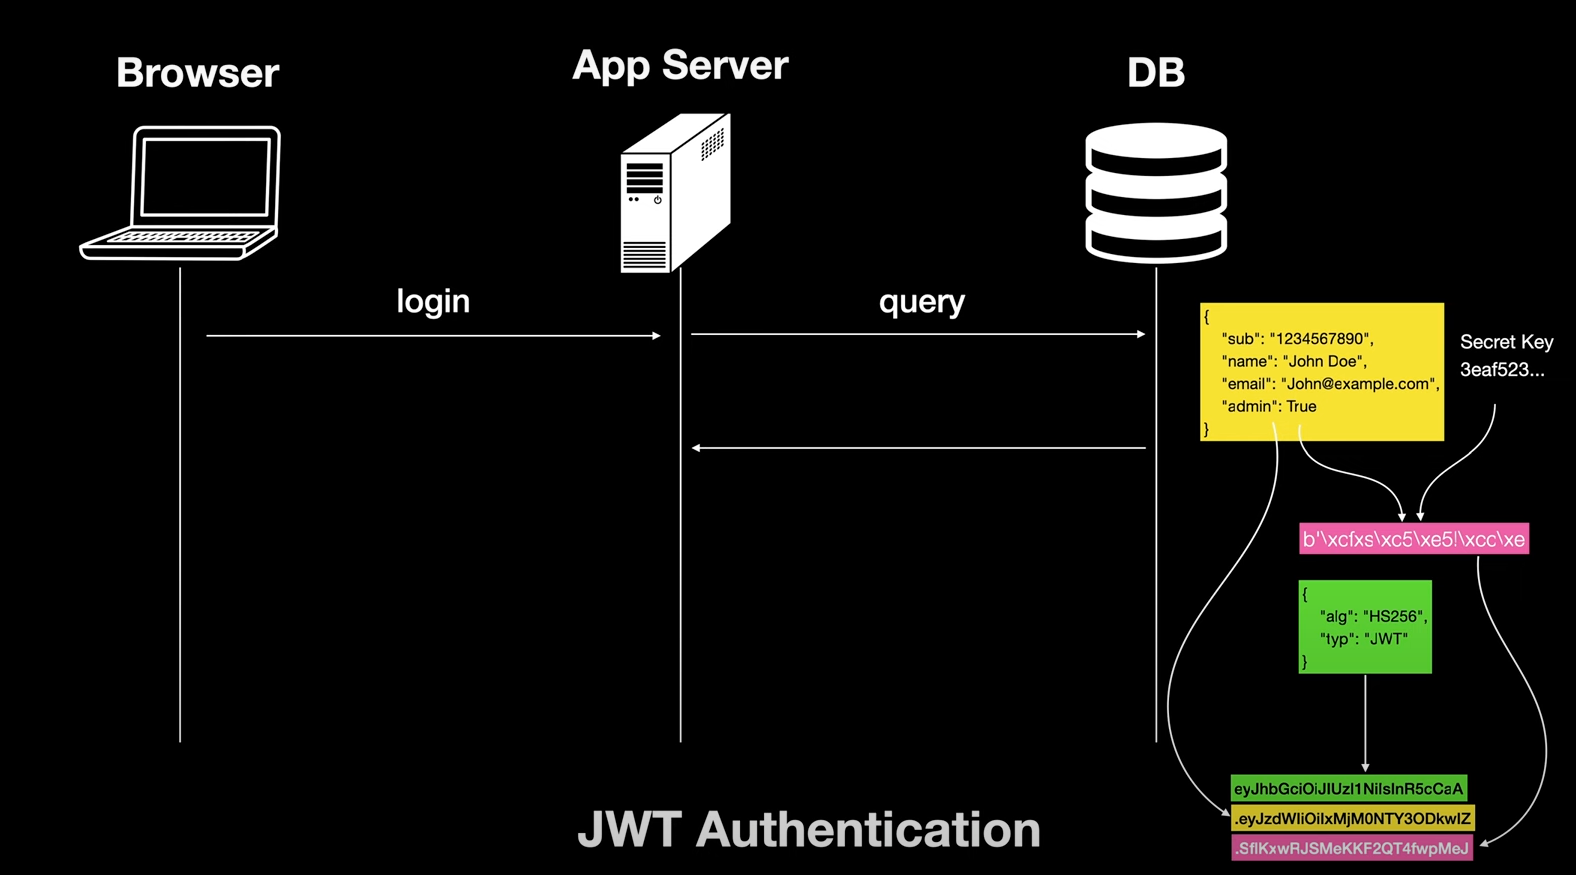 Browser
App Server
DB
login
query
{
"sub": "1234567890",
"name": "John Doe",
"email": "John@example.com",
"admin": True
}
Secret Key
3eaf523...
b'\xcfxs\xc5\xe5!\xcc\xe
{
"alg": "HS256",
"typ": "JWT"
}
eyJhbGciOiJIUzI1NiIsInR5cCaA
.eyJzdWIiOiIxMjM0NTY3ODkwIZ
.SflKxwRJSMeKKF2QT4fwpMeJ
JWT Authentication